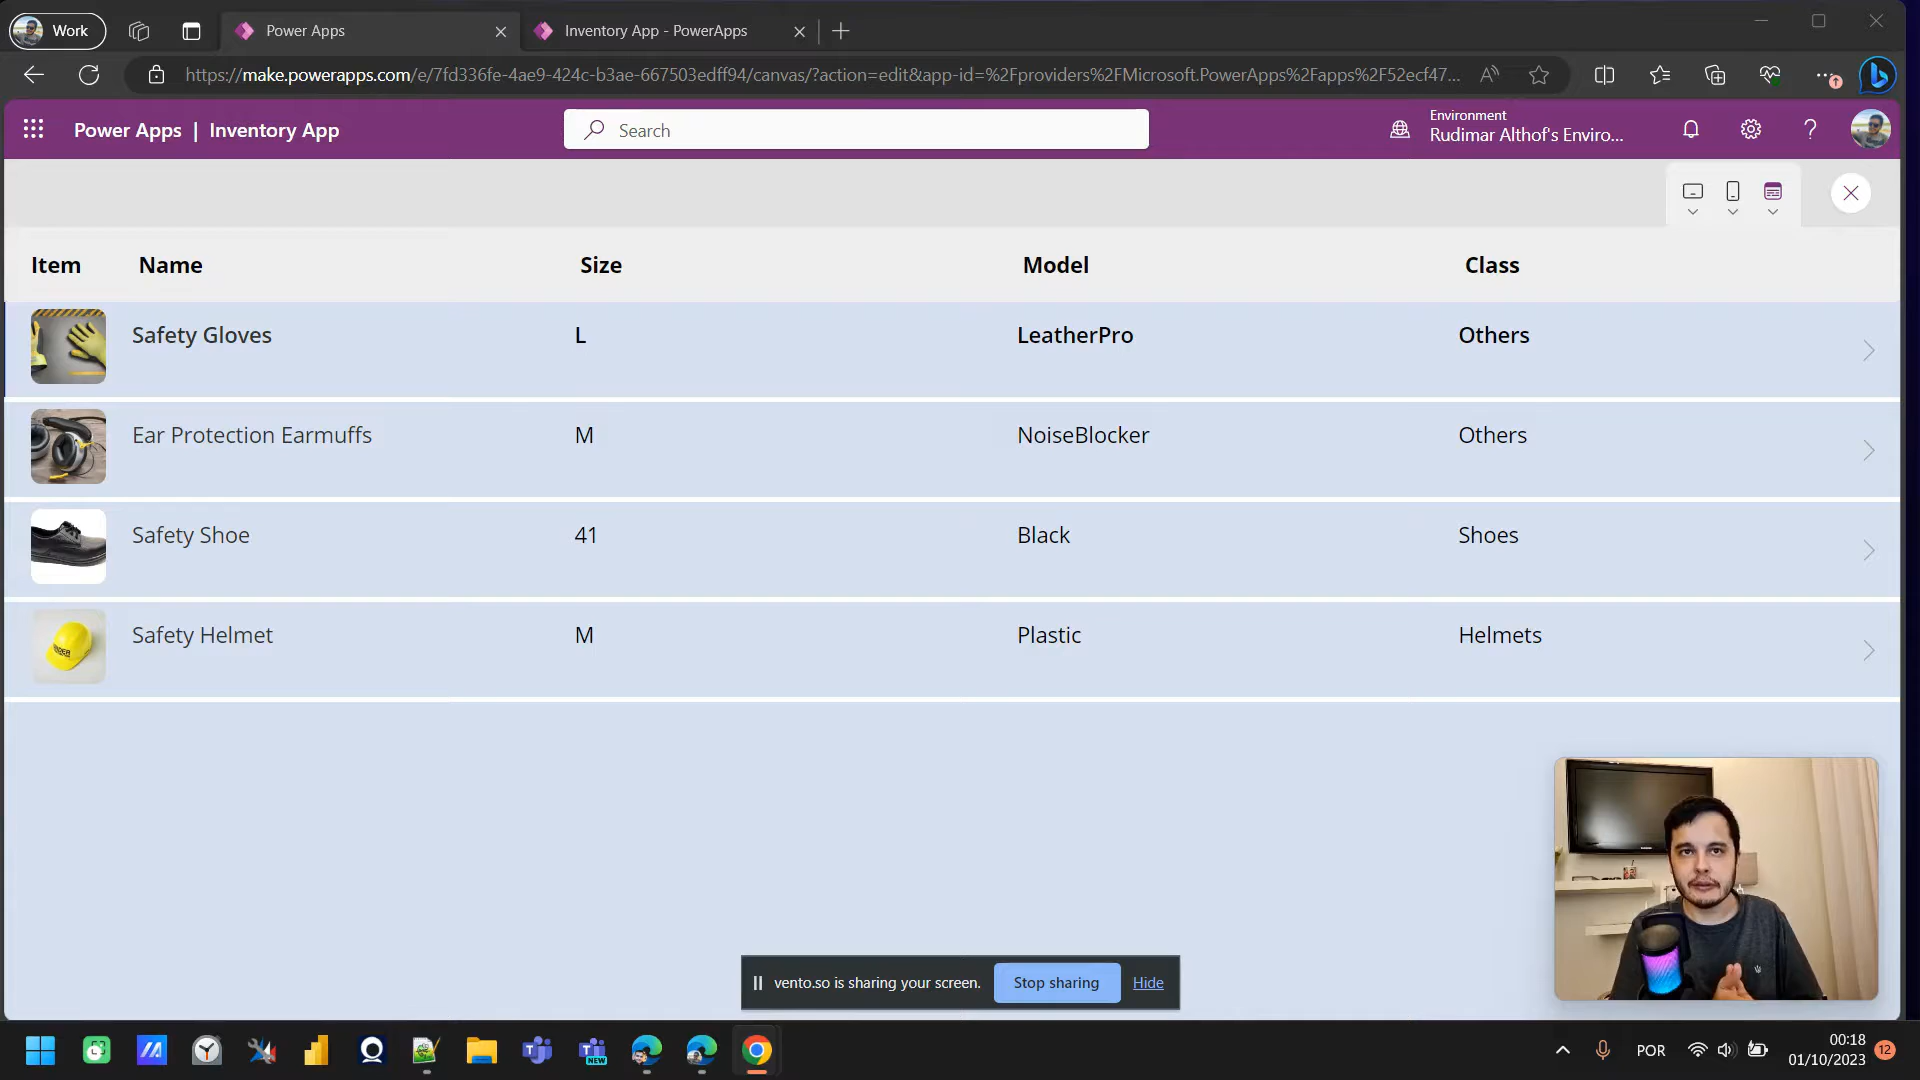 Work
Power Apps
Inventory App - PowerApps
https://make.powerapps.com/e/7fd336fe-4ae9-424c-b3ae-667503edff94/canvas/?action=edit&app-id=%2Fproviders%2FMicrosoft.PowerApps%2Fapps%2F52ecf47...
Power Apps | Inventory App
Search
Environment
Rudimar Althof's Enviro...
Item Name Size Model Class
Safety Gloves L LeatherPro Others
Ear Protection Earmuffs M NoiseBlocker Others
Safety Shoe 41 Black Shoes
Safety Helmet M Plastic Helmets
vento.so is sharing your screen. Stop sharing Hide
NEW
POR
00:18
01/10/2023
12